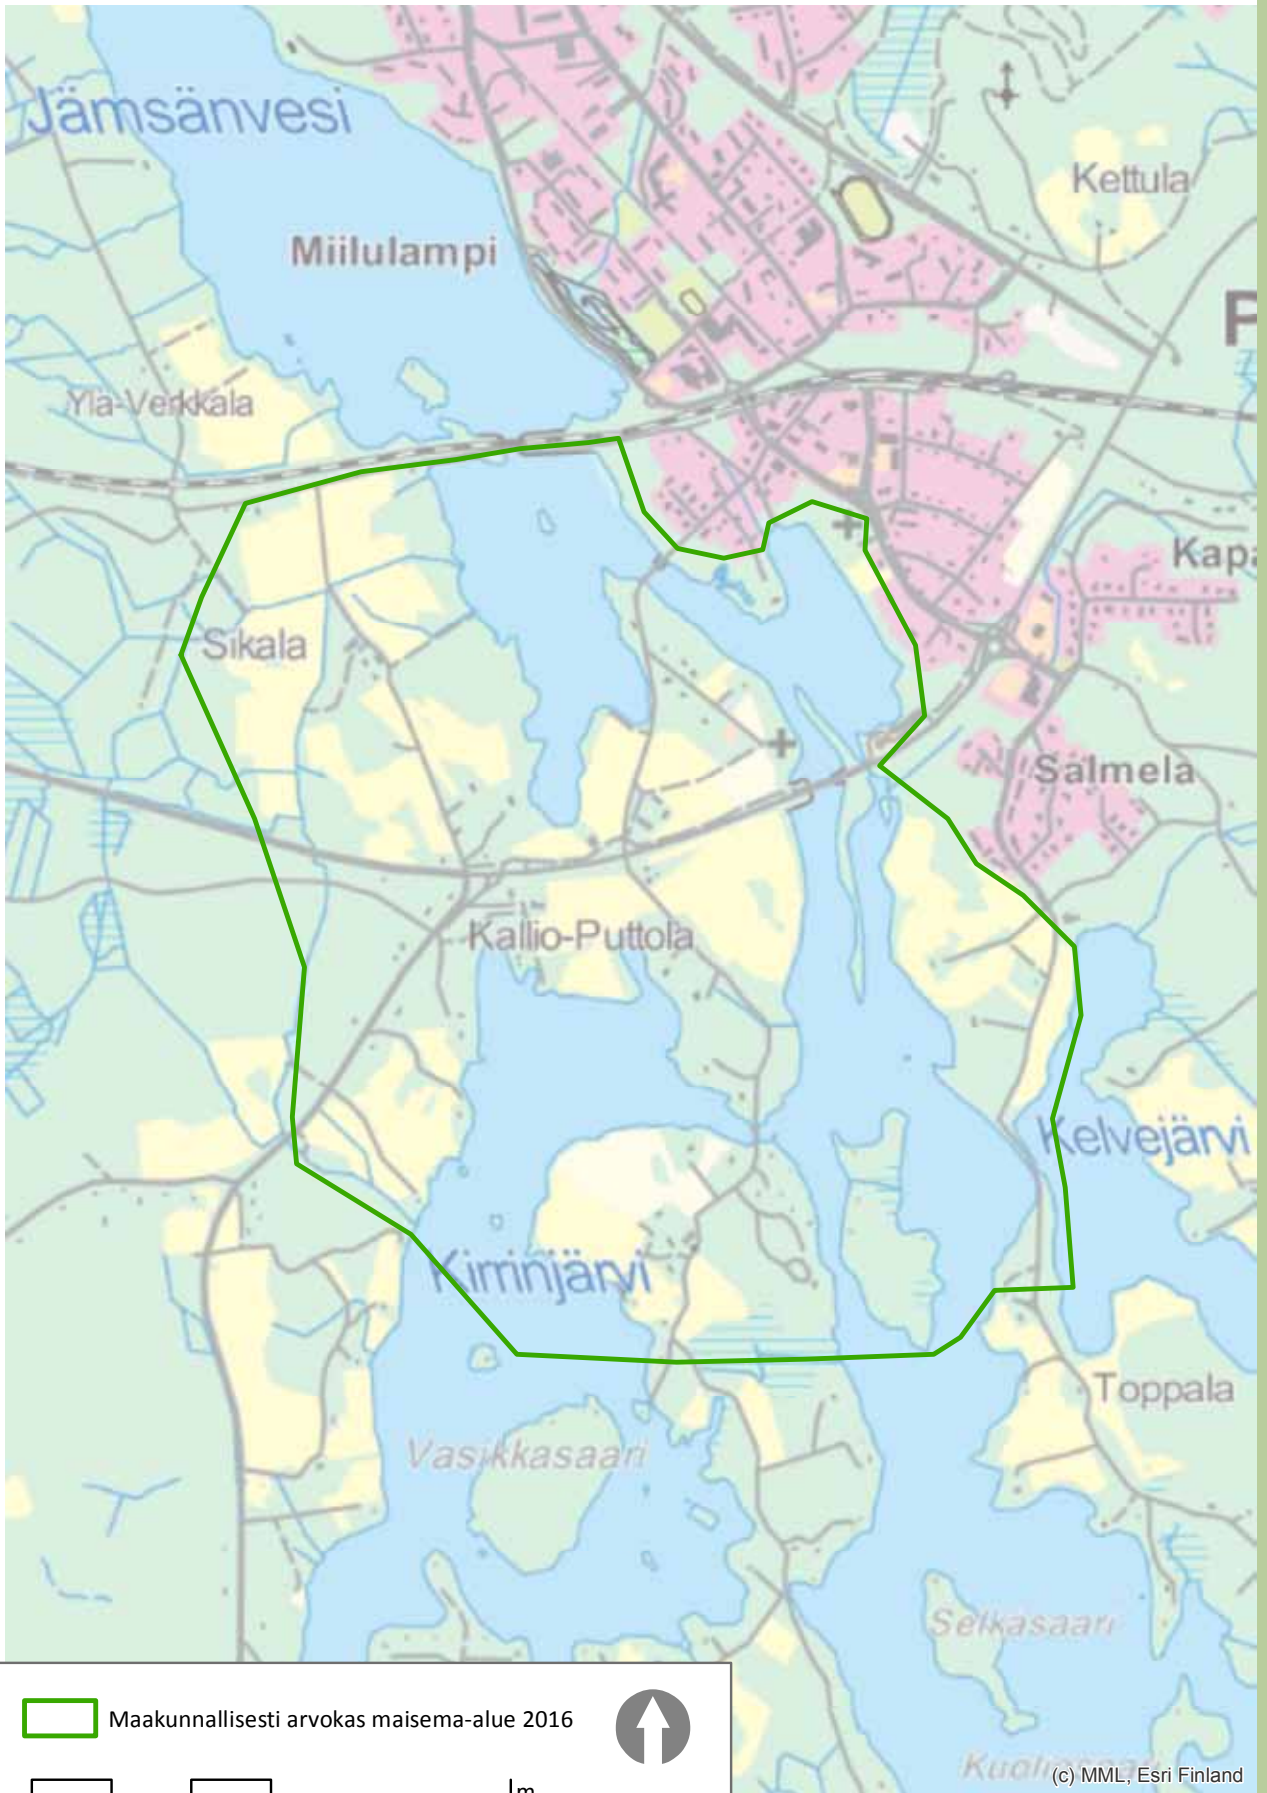 Jämsänvesi
Kettula
Miilulampi
P
Ylä-Verkkala
Kapa
Sikala
Salmela
Kallio-Puttola
Kelvejärvi
Kirrinjärvi
Toppala
Vasikkasaari
Selkäsaari
Maakunnallisesti arvokas maisema-alue 2016
m
(c) MML, Esri Finland